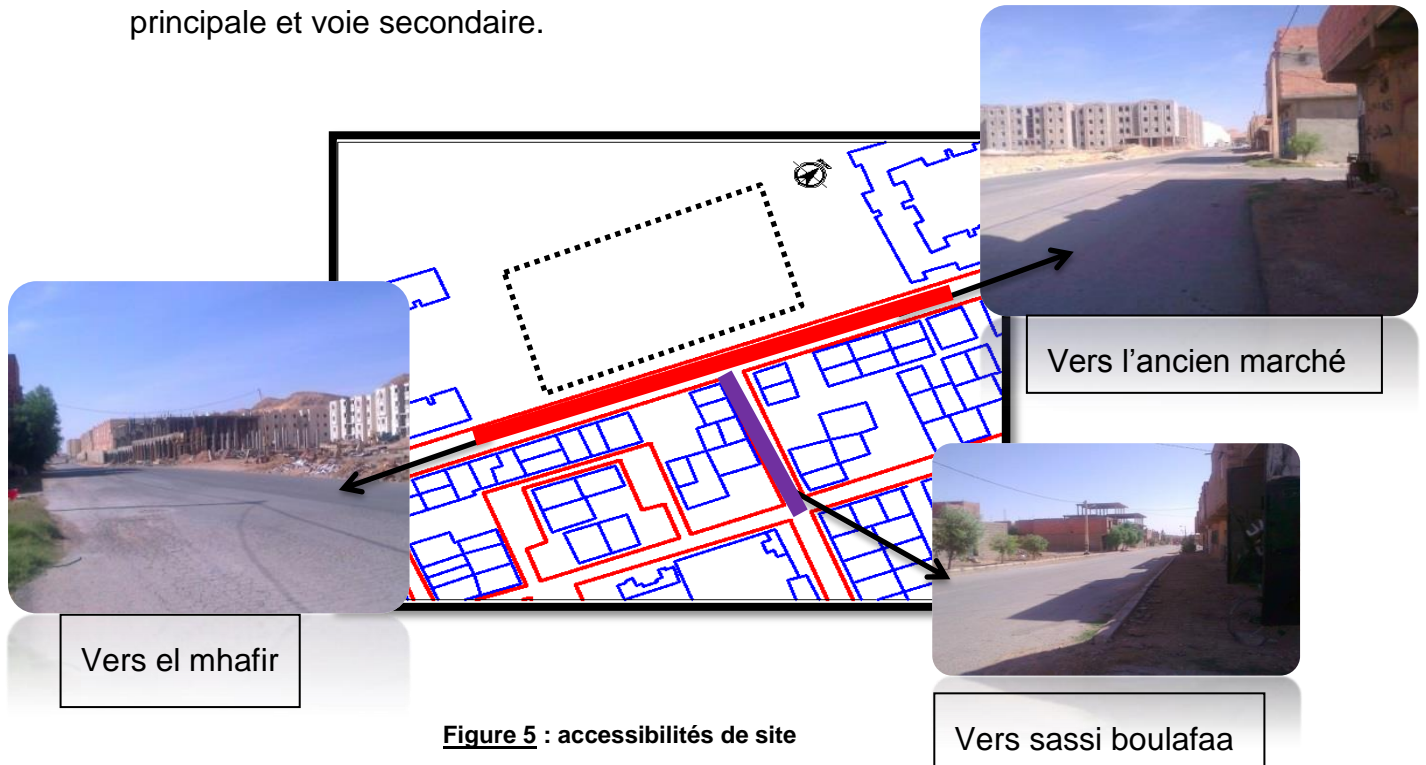 principale et voie secondaire.
Vers l’ancien marché
Vers el mhafir
Vers sassi boulafaa
Figure 5 : accessibilités de site